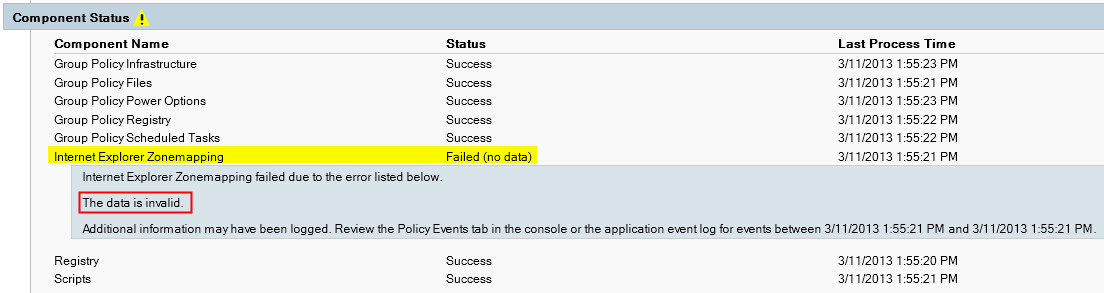 Component Status
Component Name Status Last Process Time
Group Policy Infrastructure Success 3/11/2013 1:55:23 PM
Group Policy Files Success 3/11/2013 1:55:21 PM
Group Policy Power Options Success 3/11/2013 1:55:23 PM
Group Policy Registry Success 3/11/2013 1:55:22 PM
Group Policy Scheduled Tasks Success 3/11/2013 1:55:22 PM
Internet Explorer Zonemapping Failed (no data) 3/11/2013 1:55:21 PM
Internet Explorer Zonemapping failed due to the error listed below.
The data is invalid.
Additional information may have been logged. Review the Policy Events tab in the console or the application event log for events between 3/11/2013 1:55:21 PM and 3/11/2013 1:55:21 PM.
Registry Success 3/11/2013 1:55:20 PM
Scripts Success 3/11/2013 1:55:21 PM